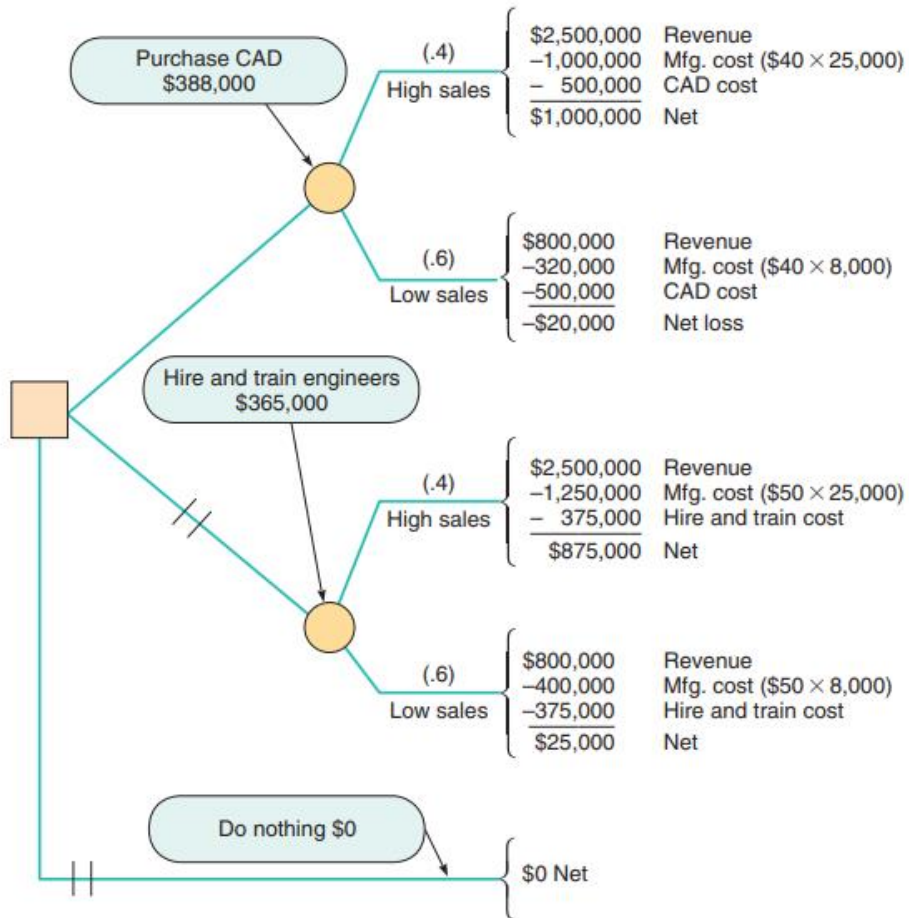 Purchase CAD
$388,000
(.4)
High sales
$2,500,000 Revenue
–1,000,000 Mfg. cost ($40 × 25,000)
– 500,000 CAD cost
$1,000,000 Net
(.6)
Low sales
$800,000 Revenue
–320,000 Mfg. cost ($40 × 8,000)
–500,000 CAD cost
–$20,000 Net loss
Hire and train engineers
$365,000
(.4)
High sales
$2,500,000 Revenue
–1,250,000 Mfg. cost ($50 × 25,000)
– 375,000 Hire and train cost
$875,000 Net
(.6)
Low sales
$800,000 Revenue
–400,000 Mfg. cost ($50 × 8,000)
–375,000 Hire and train cost
$25,000 Net
Do nothing $0
$0 Net